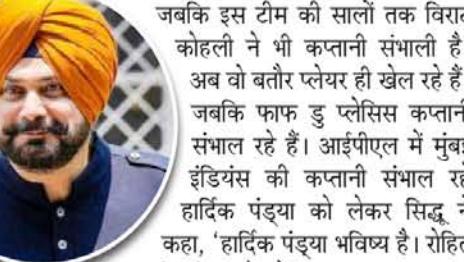 जबकि इस टीम की सालों तक विराट
कोहली ने भी कप्तानी संभाली है
अब वो बतौर प्लेयर ही खेल रहे हैं
जबकि फाफ डु प्लेसिस कप्तानी
संभाल रहे हैं। आईपीएल में मुंबई
इंडियंस की कप्तानी संभाल रहे
हार्दिक पंड्या को लेकर सिद्धू ने
कहा, ‘हार्दिक पंड्या भविष्य है। रोहित